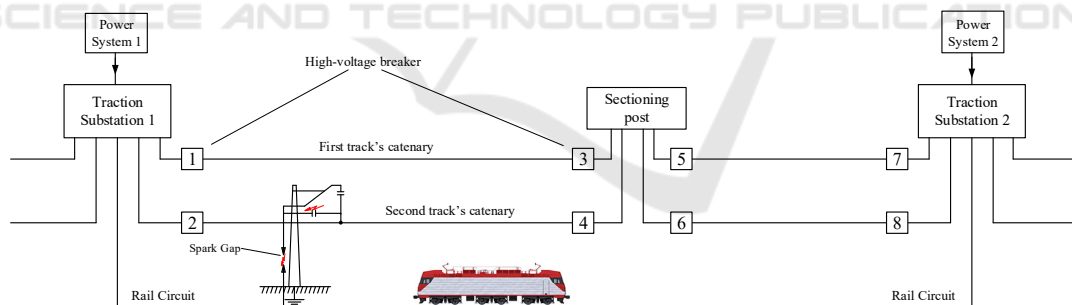 SCIENCE AND TECHNOLOGY PUBLICATIONS
Power
System 1
Power
System 2
High-voltage breaker
Traction
Substation 1
Sectioning
post
Traction
Substation 2
First track's catenary
1
3
5
7
Second track's catenary
2
4
6
8
Spark Gap
Rail Circuit
Rail Circuit